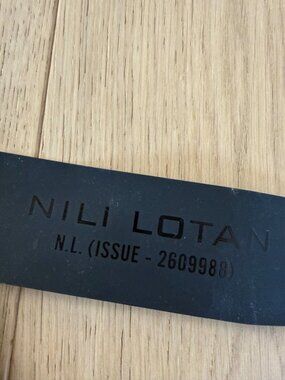 NILI LOTAN
N.L. (ISSUE - 2609988)